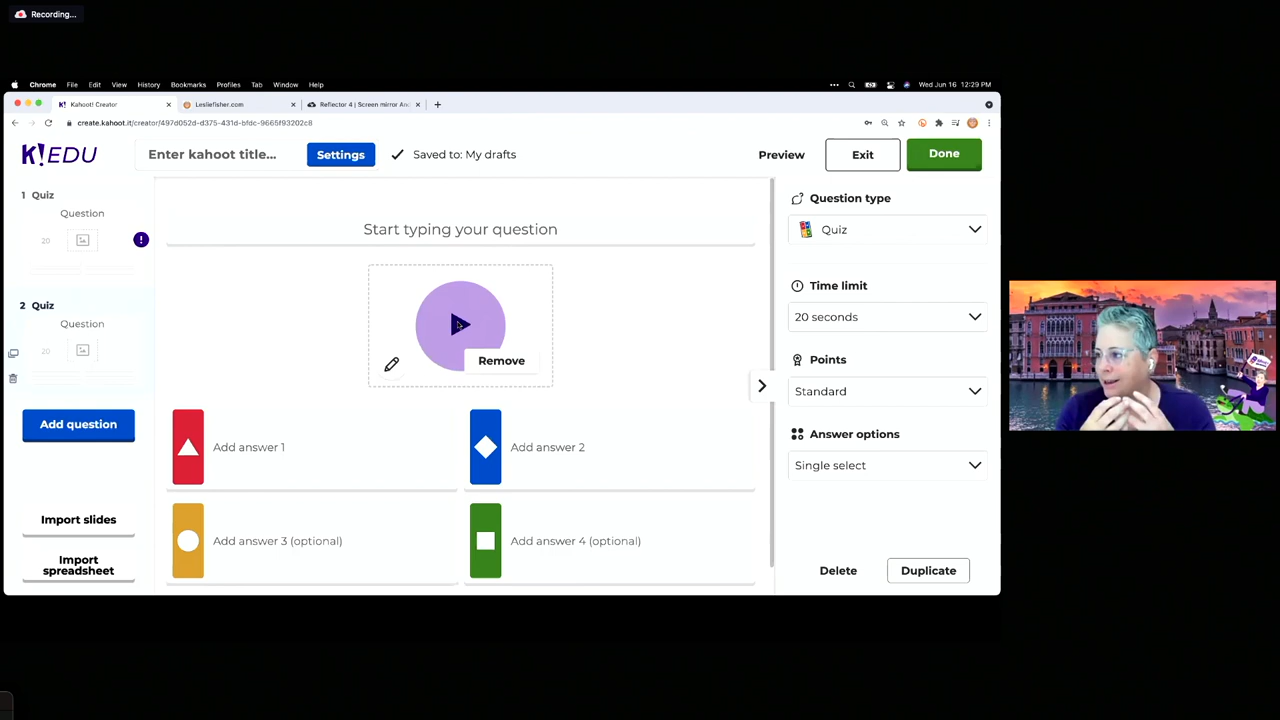 Recording...
Chrome File Edit View History Bookmarks Profiles Tab Window Help
Wed Jun 16 12:29 PM
Kahoot! Creator
Lesliefisher.com
Reflector 4 | Screen mirror An
create.kahoot.it/creator/497d052d-d375-431d-bfdc-9665f93202c8
K!EDU
Enter kahoot title...
Settings
Saved to: My drafts
Preview
Exit
Done
1 Quiz
Question
20
2 Quiz
Question
20
Add question
Import slides
Import spreadsheet
Start typing your question
Remove
Add answer 1
Add answer 2
Add answer 3 (optional)
Add answer 4 (optional)
Question type
Quiz
Time limit
20 seconds
Points
Standard
Answer options
Single select
Delete
Duplicate